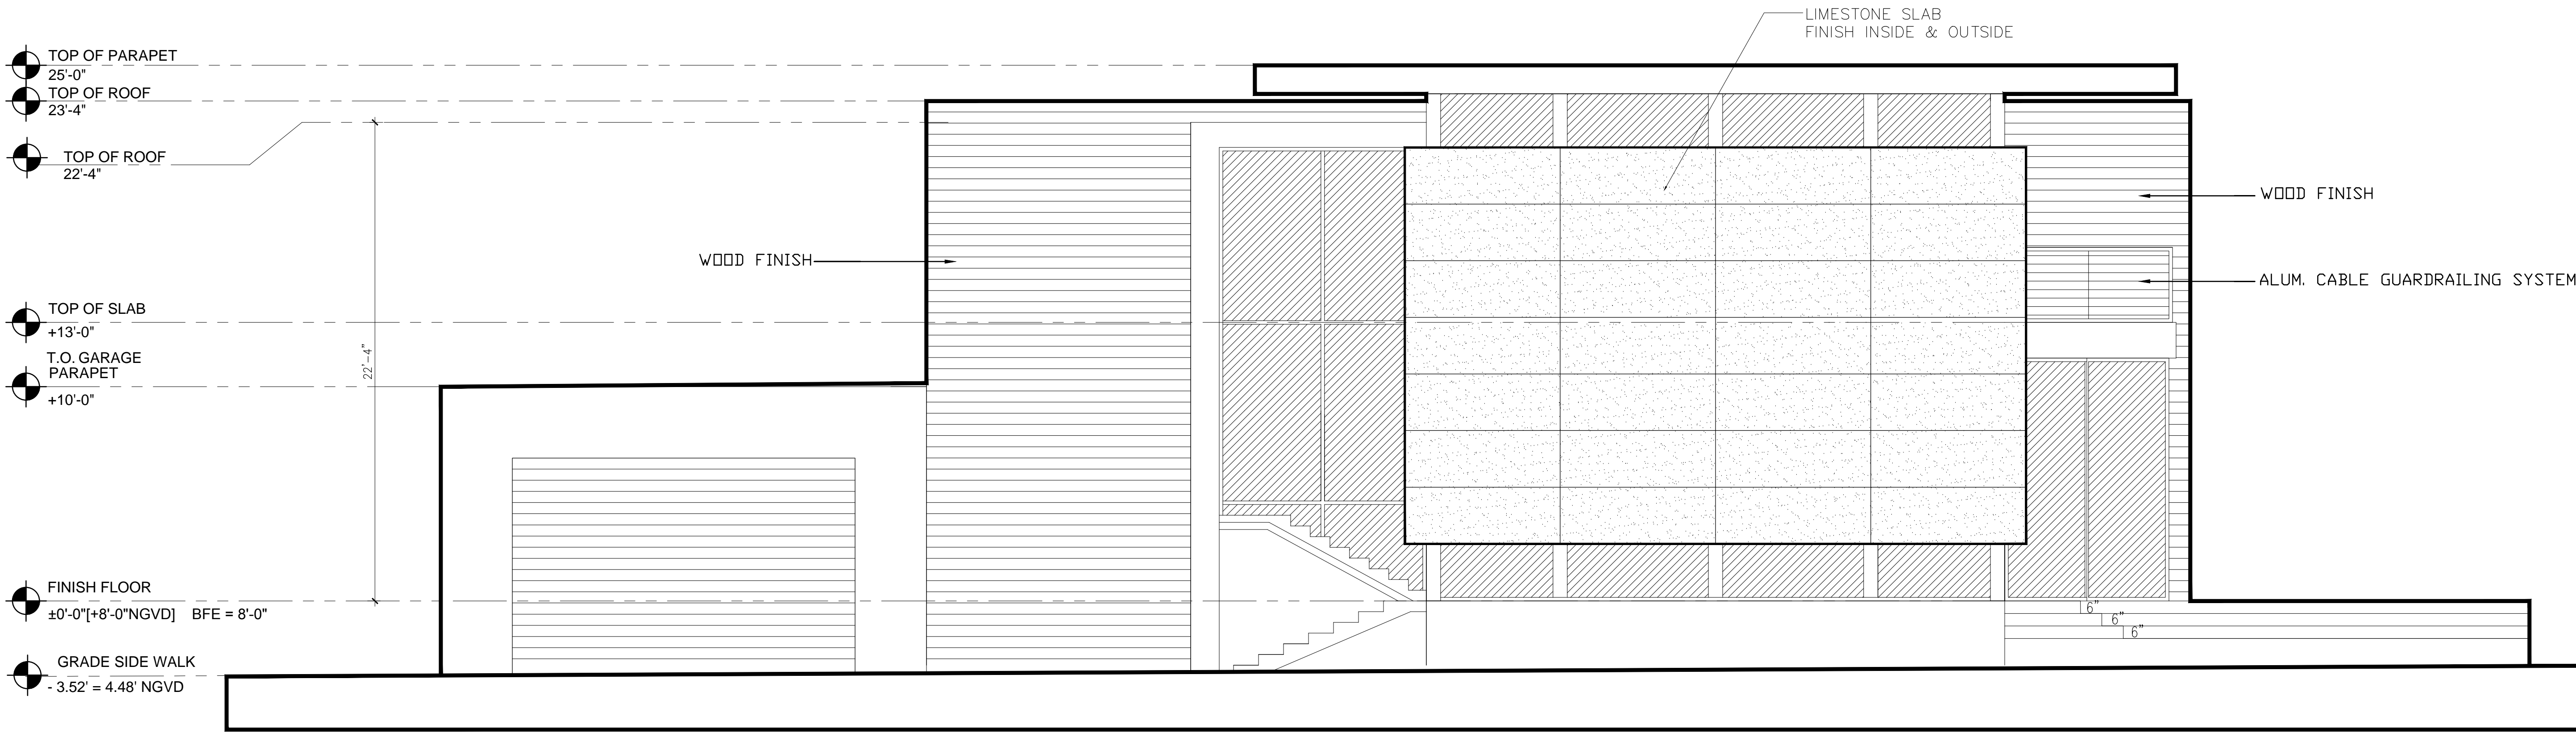 LIMESTONE SLAB
FINISH INSIDE & OUTSIDE
TOP OF PARAPET
25'-0"
TOP OF ROOF
23'-4"
TOP OF ROOF
22'-4"
WOOD FINISH
WOOD FINISH
ALUM. CABLE GUARDRAILING SYSTEM
TOP OF SLAB
+13'-0"
22'-4"
T.O. GARAGE
PARAPET
+10'-0"
FINISH FLOOR
±0'-0"[+8'-0"NGVD] BFE = 8'-0"
6"
6"
6"
GRADE SIDE WALK
- 3.52' = 4.48' NGVD